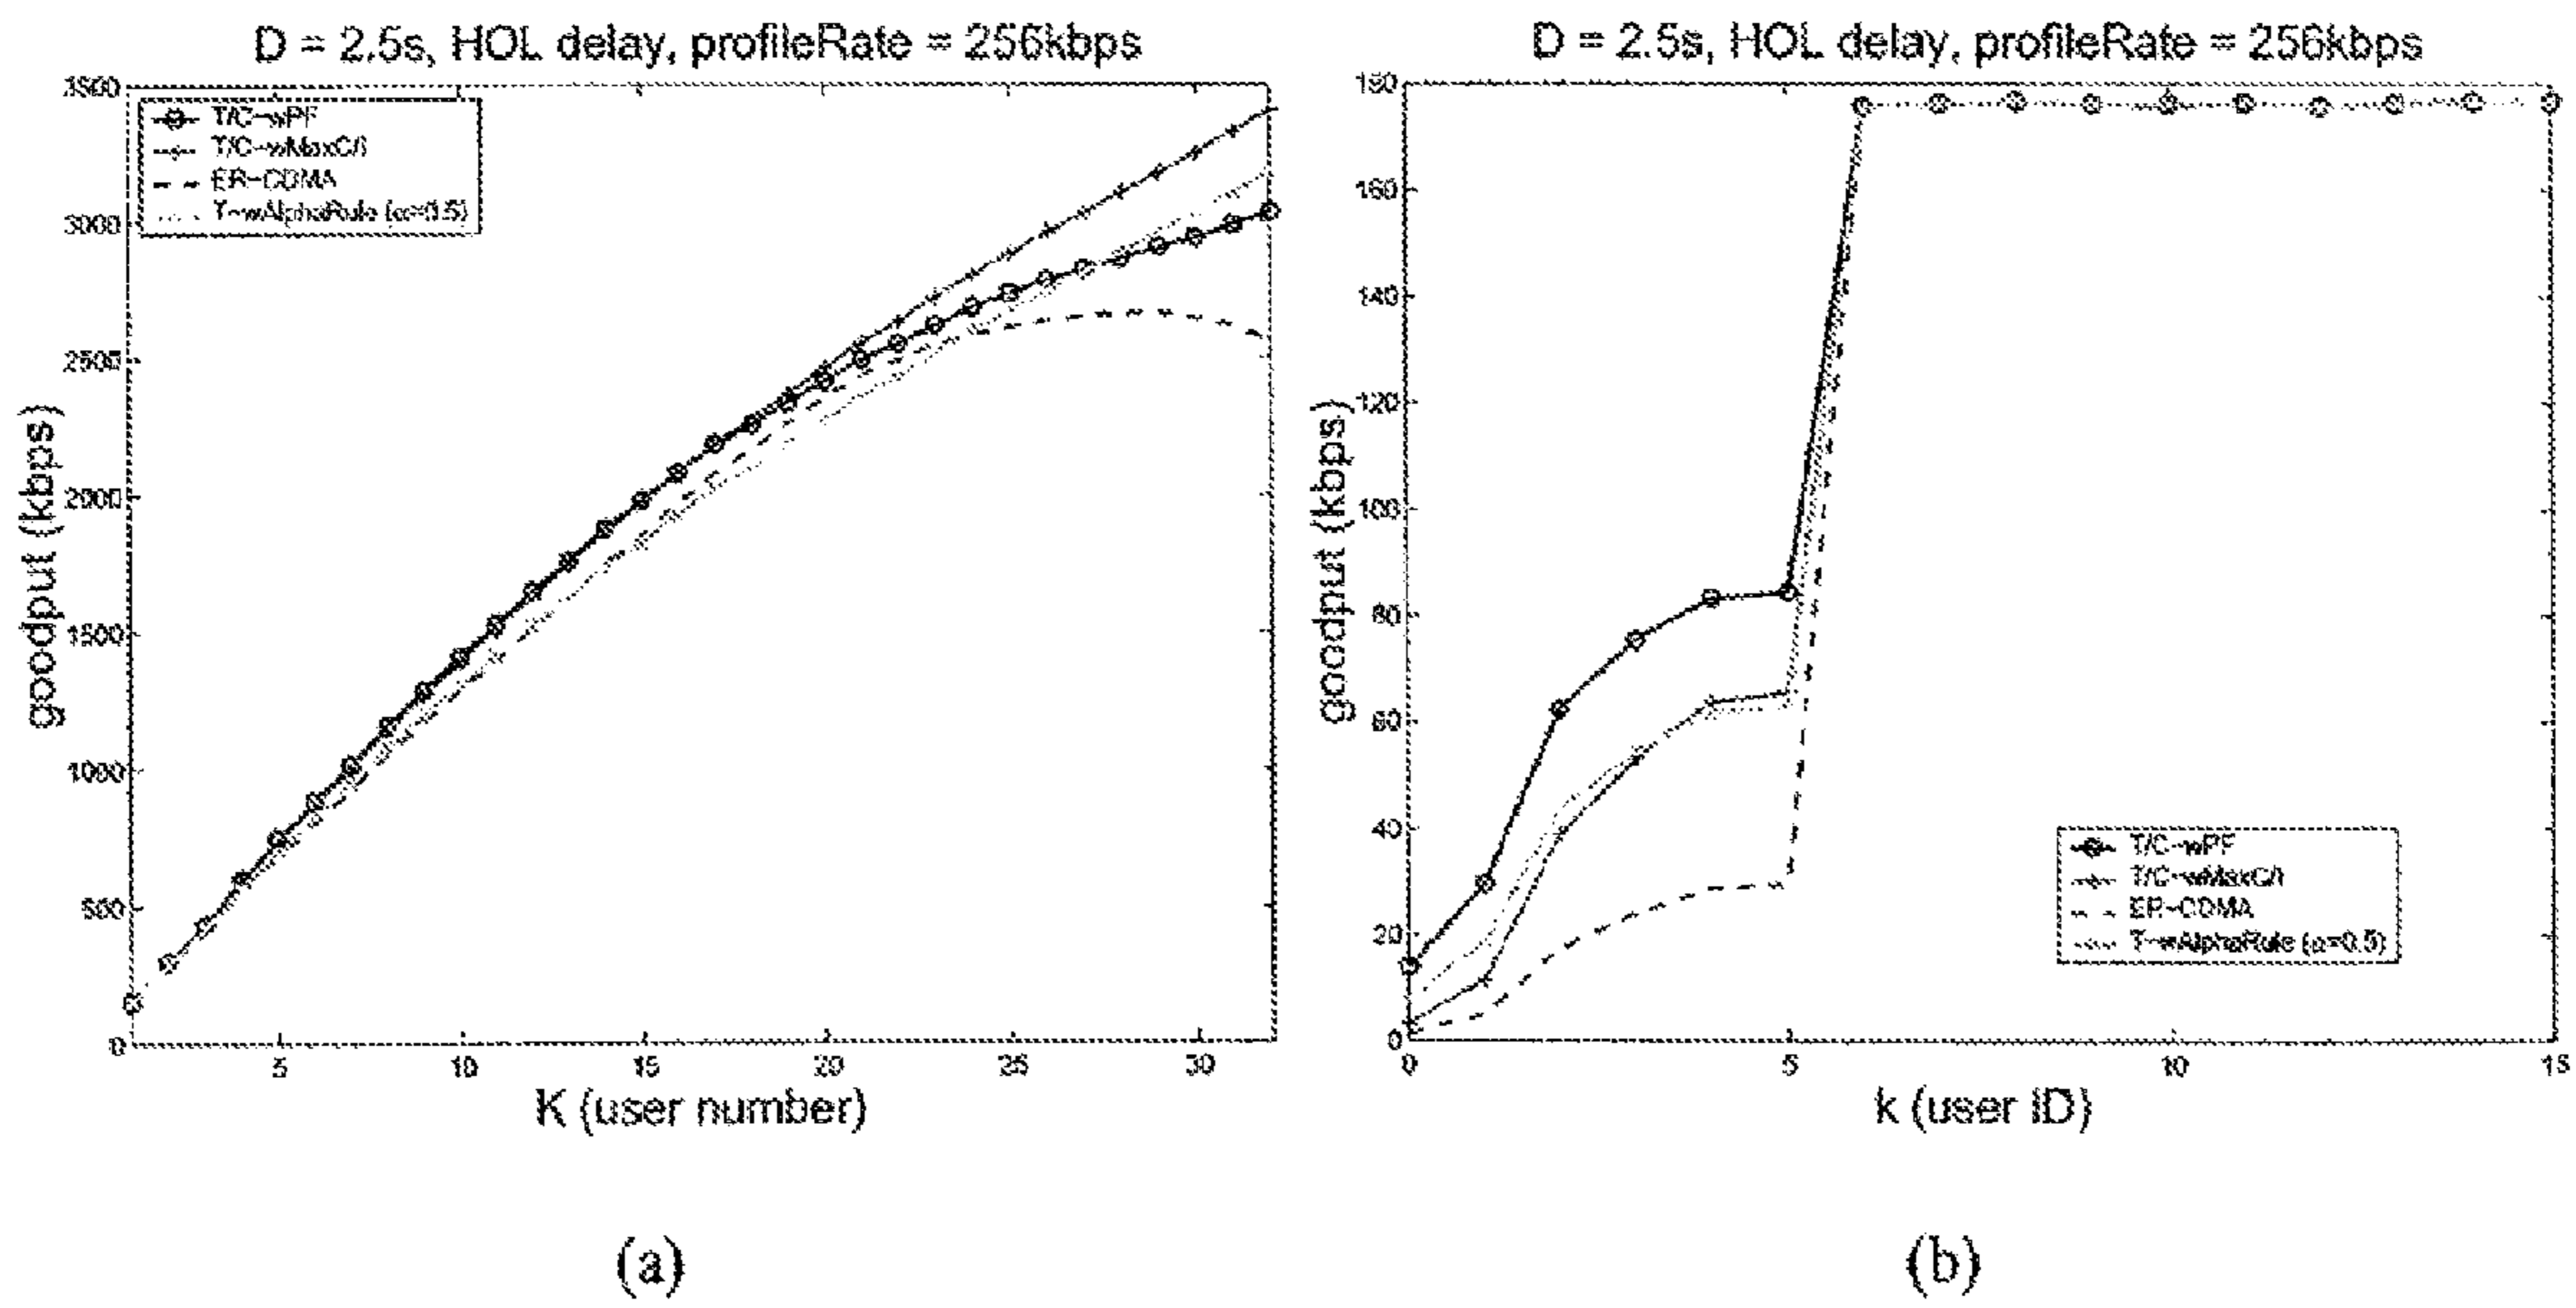 D = 2.5s, HOL delay, profileRate = 256kbps
3500
3000
2500
2000
1500
1000
500
0
goodput (kbps)
T/C-wPF
T/C-wMaxC/I
ER-CDMA
T-wAlphaRule (α=0.5)
5 10 15 20 25 30
K (user number)
(a)
D = 2.5s, HOL delay, profileRate = 256kbps
180
160
140
120
100
80
60
40
20
0
goodput (kbps)
T/C-wPF
T/C-wMaxC/I
ER-CDMA
T-wAlphaRule (α=0.5)
0 5 10 15
k (user ID)
(b)